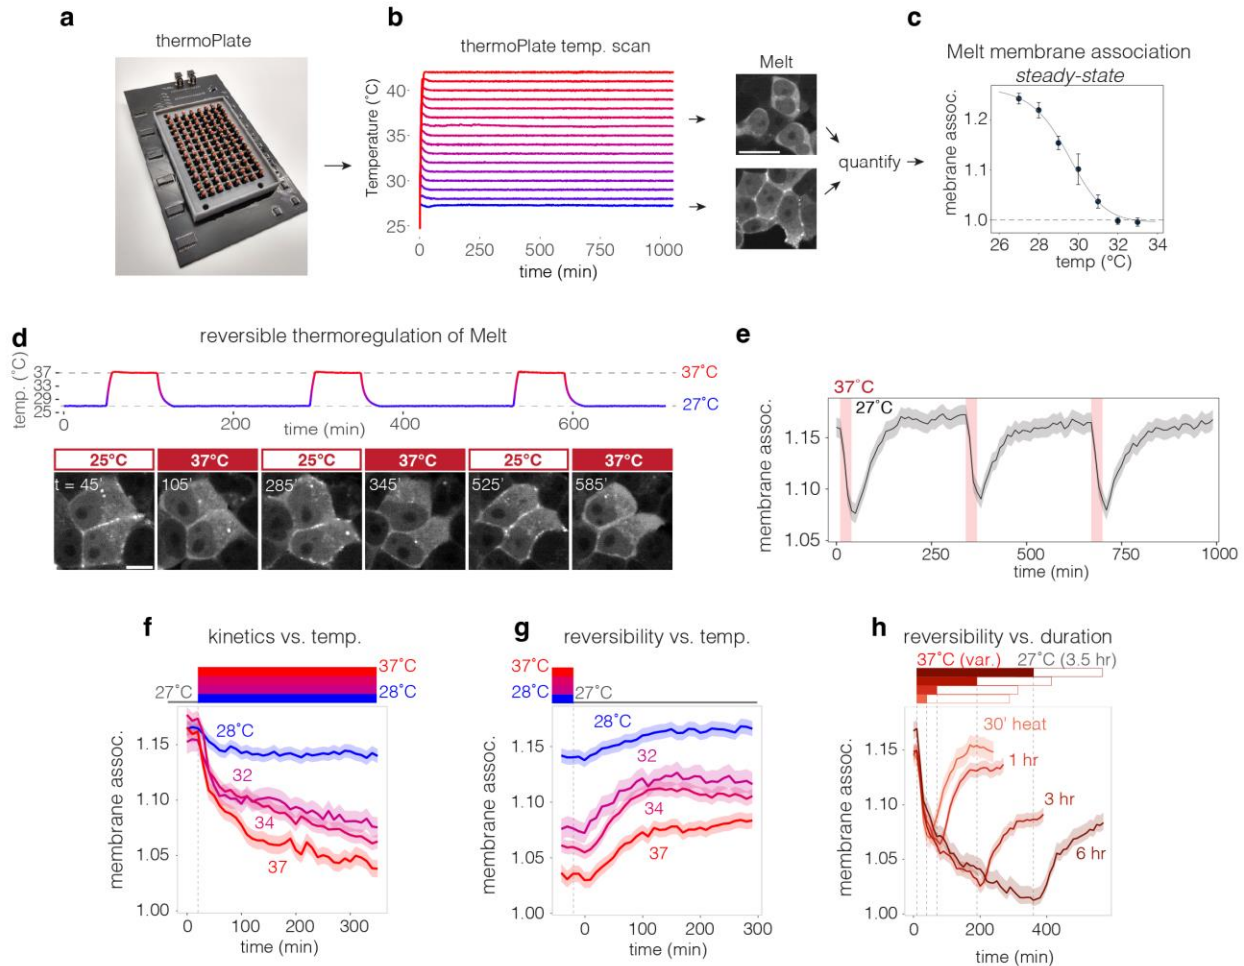 a
thermoPlate
b
thermoPlate temp. scan
Temperature (°C)
40
35
30
25
0
250
500
750
1000
time (min)
Melt
quantify
c
Melt membrane association
steady-state
mebrane assoc.
1.2
1.1
1.0
26
28
30
32
34
temp (°C)
d
reversible thermoregulation of Melt
temp. (°C)
37
33
29
25
37°C
27°C
0
200
400
600
time (min)
25°C
37°C
25°C
37°C
25°C
37°C
t = 45'
105'
285'
345'
525'
585'
e
37°C
27°C
membrane assoc.
1.15
1.10
1.05
0
250
500
750
1000
time (min)
f
kinetics vs. temp.
37°C
27°C
28°C
membrane assoc.
1.15
1.10
1.05
1.00
28°C
32
34
37
0
100
200
300
time (min)
g
reversibility vs. temp.
37°C
28°C
27°C
membrane assoc.
1.15
1.10
1.05
1.00
28°C
32
34
37
0
100
200
300
time (min)
h
reversibility vs. duration
37°C (var.)
27°C (3.5 hr)
membrane assoc.
1.15
1.10
1.05
1.00
30' heat
1 hr
3 hr
6 hr
0
200
400
time (min)